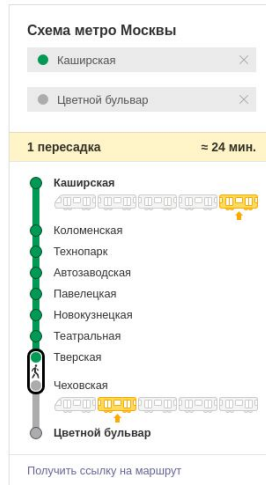 Схема метро Москвы
Каширская
Цветной бульвар
1 пересадка ≈ 24 мин.
Каширская
Коломенская
Технопарк
Автозаводская
Павелецкая
Новокузнецкая
Театральная
Тверская
Чеховская
Цветной бульвар
Получить ссылку на маршрут